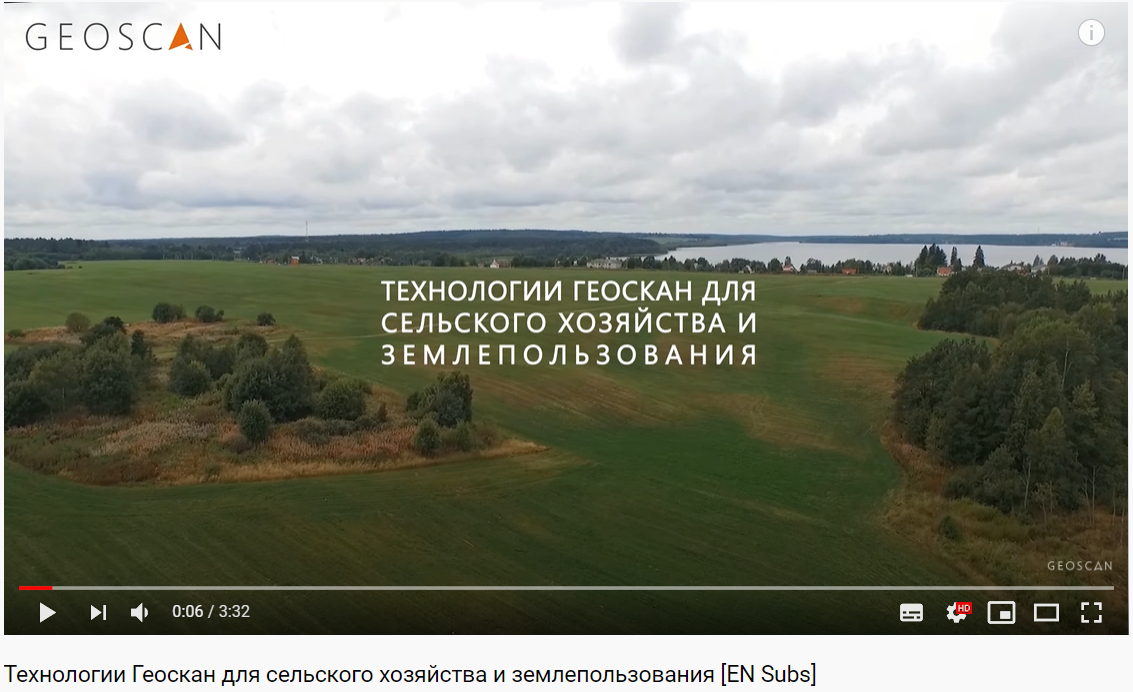 GEOSCAN
ТЕХНОЛОГИИ ГЕОСКАН ДЛЯ
СЕЛЬСКОГО ХОЗЯЙСТВА И
ЗЕМЛЕПОЛЬЗОВАНИЯ
GEOSCAN
0:06 / 3:32
HD
Технологии Геоскан для сельского хозяйства и землепользования [EN Subs]